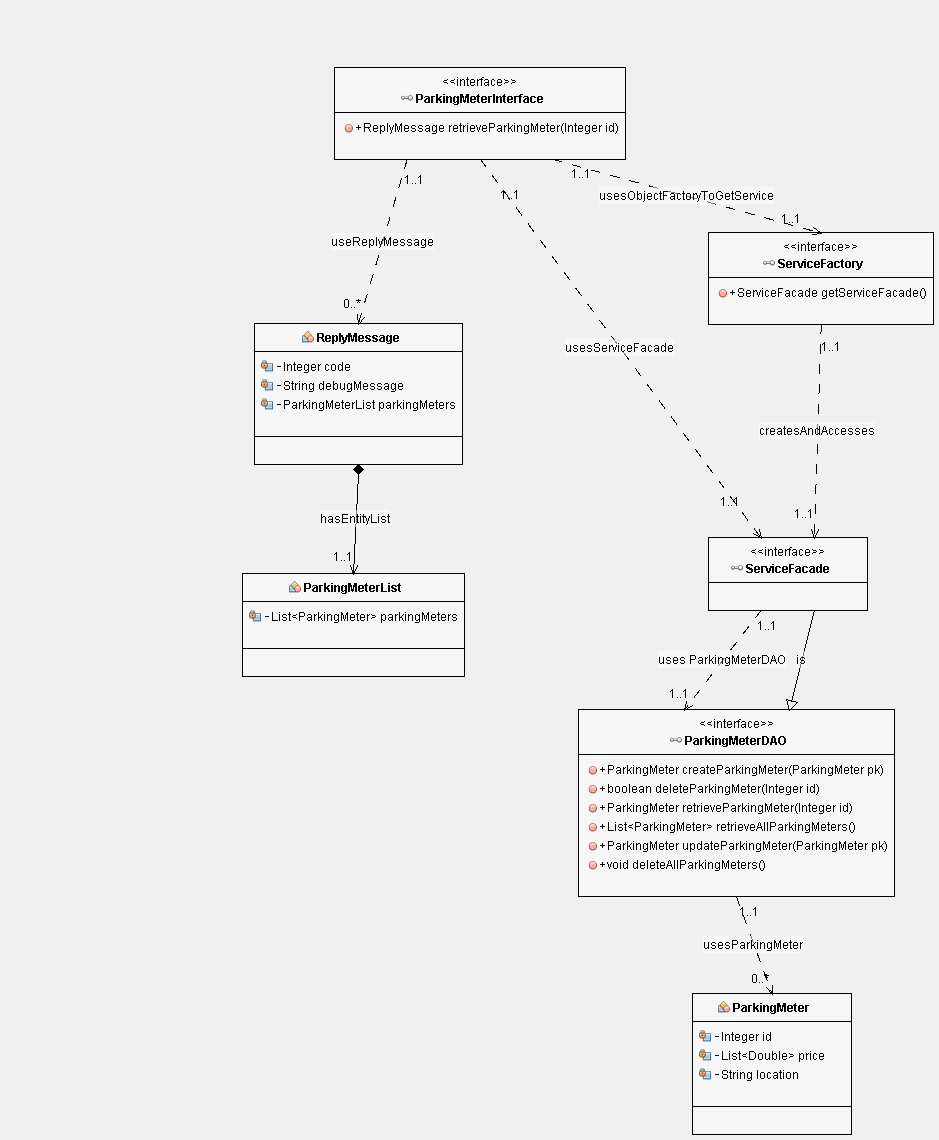 <<interface>>
ParkingMeterInterface
+ReplyMessage retrieveParkingMeter(Integer id)
1..1
1..1
1..1
usesObjectFactoryToGetService
1..1
useReplyMessage
0..*
<<interface>>
ServiceFactory
+ServiceFacade getServiceFacade()
ReplyMessage
-Integer code
-String debugMessage
-ParkingMeterList parkingMeters
usesServiceFacade
1..1
createsAndAccesses
hasEntityList
1..1
1..1
1..1
<<interface>>
ServiceFacade
ParkingMeterList
-List<ParkingMeter> parkingMeters
1..1
uses ParkingMeterDAO
is
1..1
<<interface>>
ParkingMeterDAO
+ParkingMeter createParkingMeter(ParkingMeter pk)
+boolean deleteParkingMeter(Integer id)
+ParkingMeter retrieveParkingMeter(Integer id)
+List<ParkingMeter> retrieveAllParkingMeters()
+ParkingMeter updateParkingMeter(ParkingMeter pk)
+void deleteAllParkingMeters()
1..1
usesParkingMeter
0..*
ParkingMeter
-Integer id
-List<Double> price
-String location